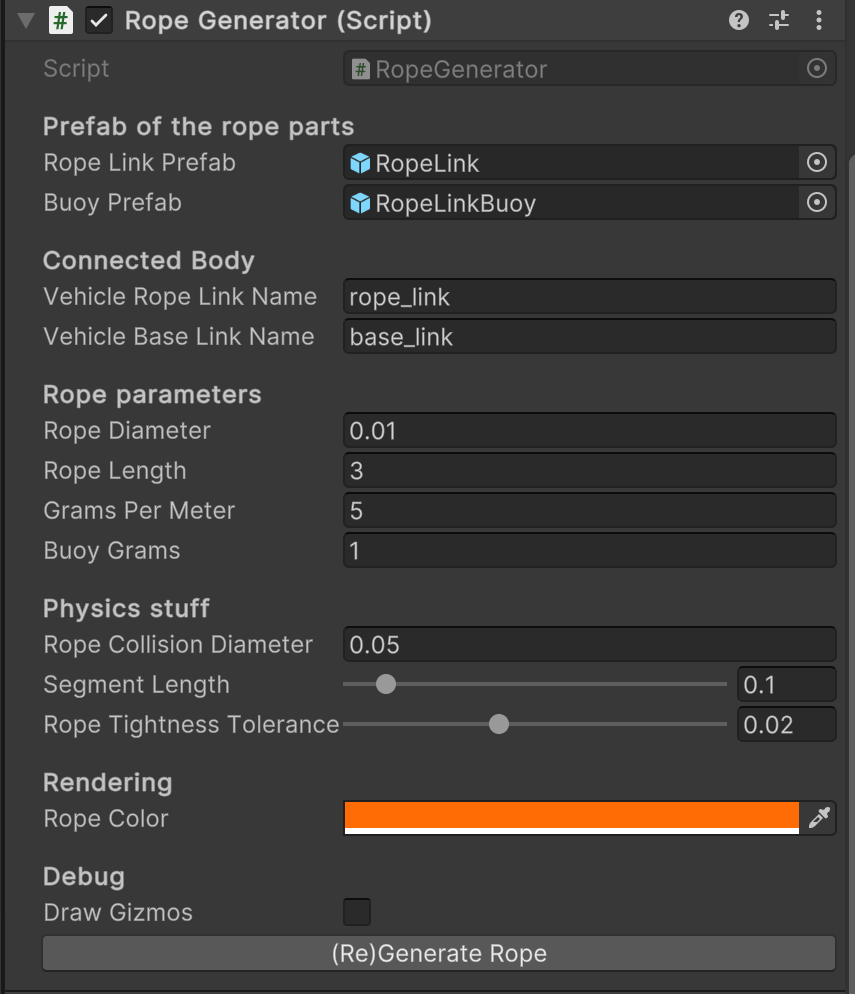 # Rope Generator (Script)
Script # RopeGenerator
Prefab of the rope parts
Rope Link Prefab RopeLink
Buoy Prefab RopeLinkBuoy
Connected Body
Vehicle Rope Link Name rope_link
Vehicle Base Link Name base_link
Rope parameters
Rope Diameter 0.01
Rope Length 3
Grams Per Meter 5
Buoy Grams 1
Physics stuff
Rope Collision Diameter 0.05
Segment Length 0.1
Rope Tightness Tolerance 0.02
Rendering
Rope Color
Debug
Draw Gizmos
(Re)Generate Rope